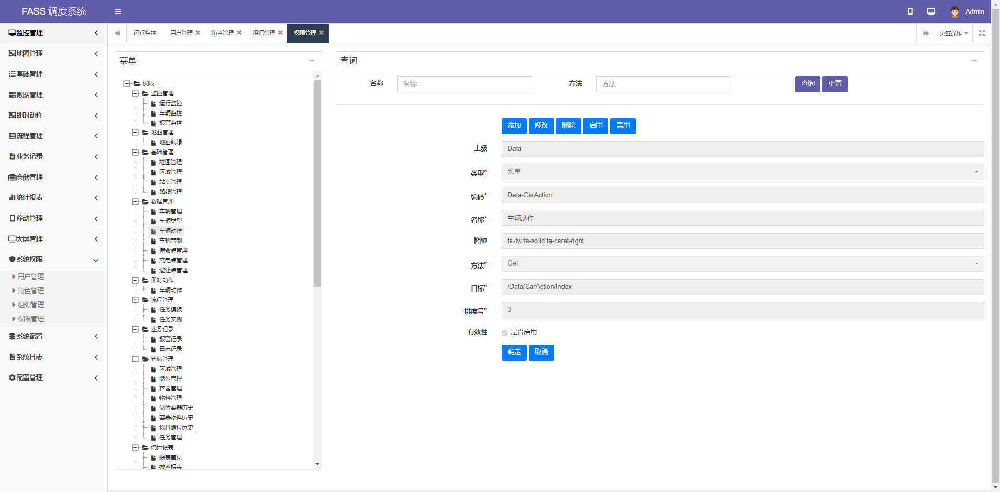 FASS 调度系统
Admin
监控管理
地图管理
基础管理
数据管理
即时动作
流程管理
业务记录
仓储管理
统计报表
移动管理
大屏管理
系统权限
用户管理
角色管理
组织管理
权限管理
系统配置
系统日志
配置管理
运行监控
用户管理
角色管理
组织管理
权限管理
页签操作
菜单
权限
监控管理
运行监控
车辆监控
报警监控
地图管理
地图编辑
基础管理
地图管理
区域管理
站点管理
路线管理
数据管理
车辆管理
车辆类型
车辆动作
车辆管制
待命点管理
充电点管理
避让点管理
即时动作
车辆动作
流程管理
任务模板
任务实例
业务记录
报警记录
日志记录
仓储管理
区域管理
储位管理
容器管理
物料管理
储位容器历史
容器物料历史
物料储位历史
任务管理
统计报表
报表首页
效率报表
查询
名称 名称 方法 方法 查询 重置
添加 修改 删除 启用 禁用
上级 Data
类型* 菜单
编码* Data-CarAction
名称* 车辆动作
图标 fa-fw fa-solid fa-caret-right
方法* Get
目标* /Data/CarAction/Index
排序号* 3
有效性 是否启用
确定 取消